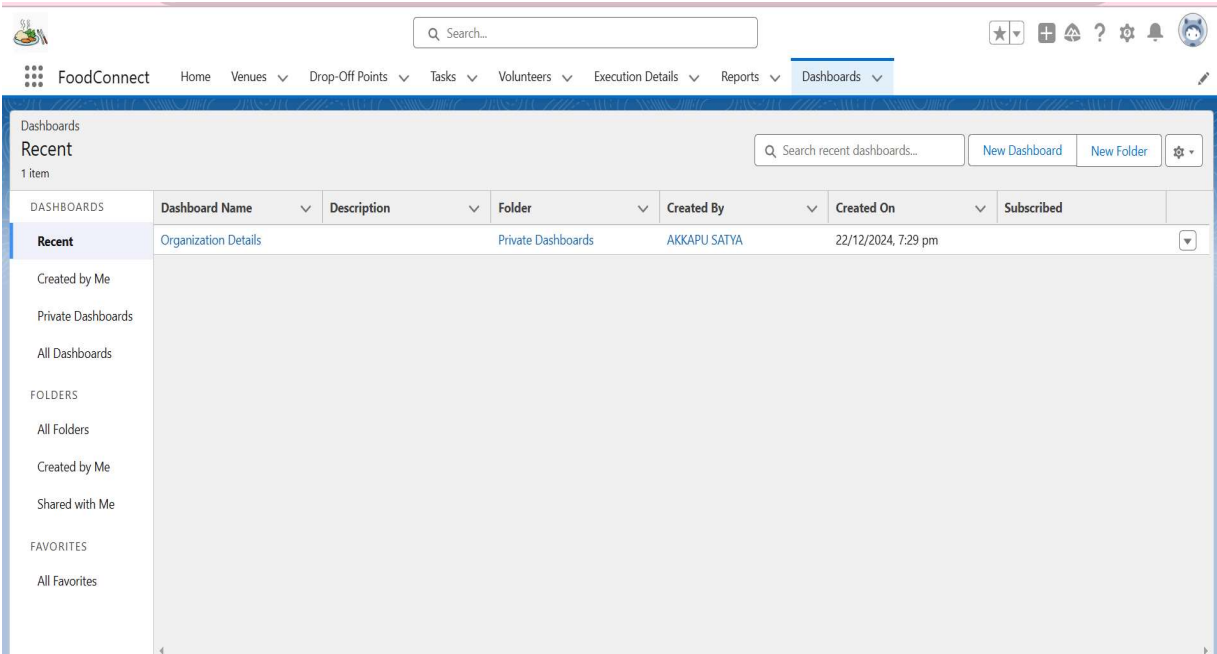 Search...
FoodConnect Home Venues Drop-Off Points Tasks Volunteers Execution Details Reports Dashboards
Dashboards
Recent
1 item
Search recent dashboards...
New Dashboard New Folder
DASHBOARDS
Recent
Created by Me
Private Dashboards
All Dashboards
FOLDERS
All Folders
Created by Me
Shared with Me
FAVORITES
All Favorites
Dashboard Name Description Folder Created By Created On Subscribed
Organization Details Private Dashboards AKKAPU SATYA 22/12/2024, 7:29 pm